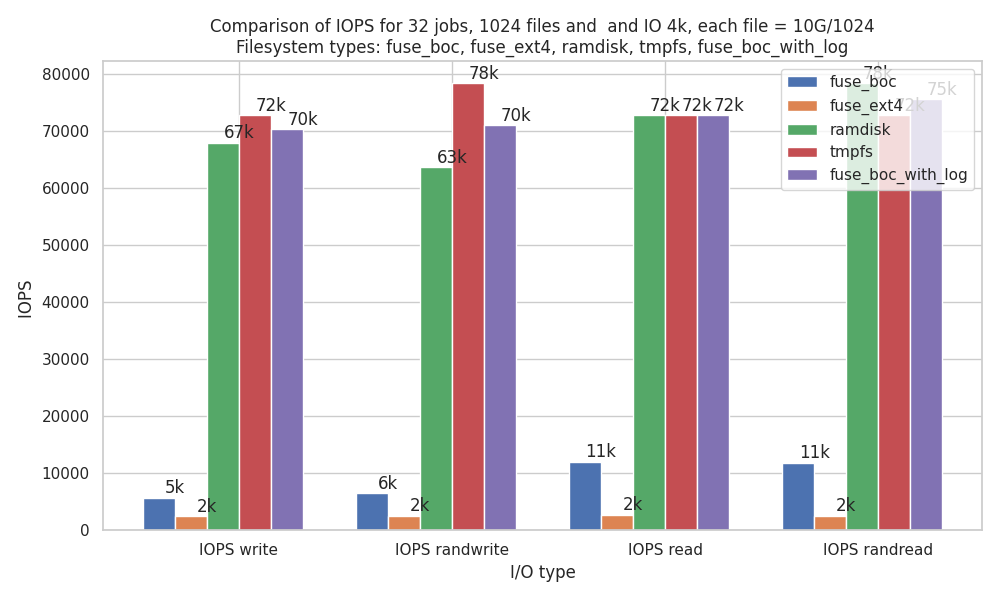 Comparison of IOPS for 32 jobs, 1024 files and  and IO 4k, each file = 10G/1024
Filesystem types: fuse_boc, fuse_ext4, ramdisk, tmpfs, fuse_boc_with_log
80000
70000
60000
50000
40000
30000
20000
10000
0
IOPS
5k
2k
67k
72k
70k
6k
2k
63k
78k
70k
11k
2k
72k
72k
72k
11k
2k
78k
72k
75k
fuse_boc
fuse_ext4
ramdisk
tmpfs
fuse_boc_with_log
IOPS write
IOPS randwrite
IOPS read
IOPS randread
I/O type